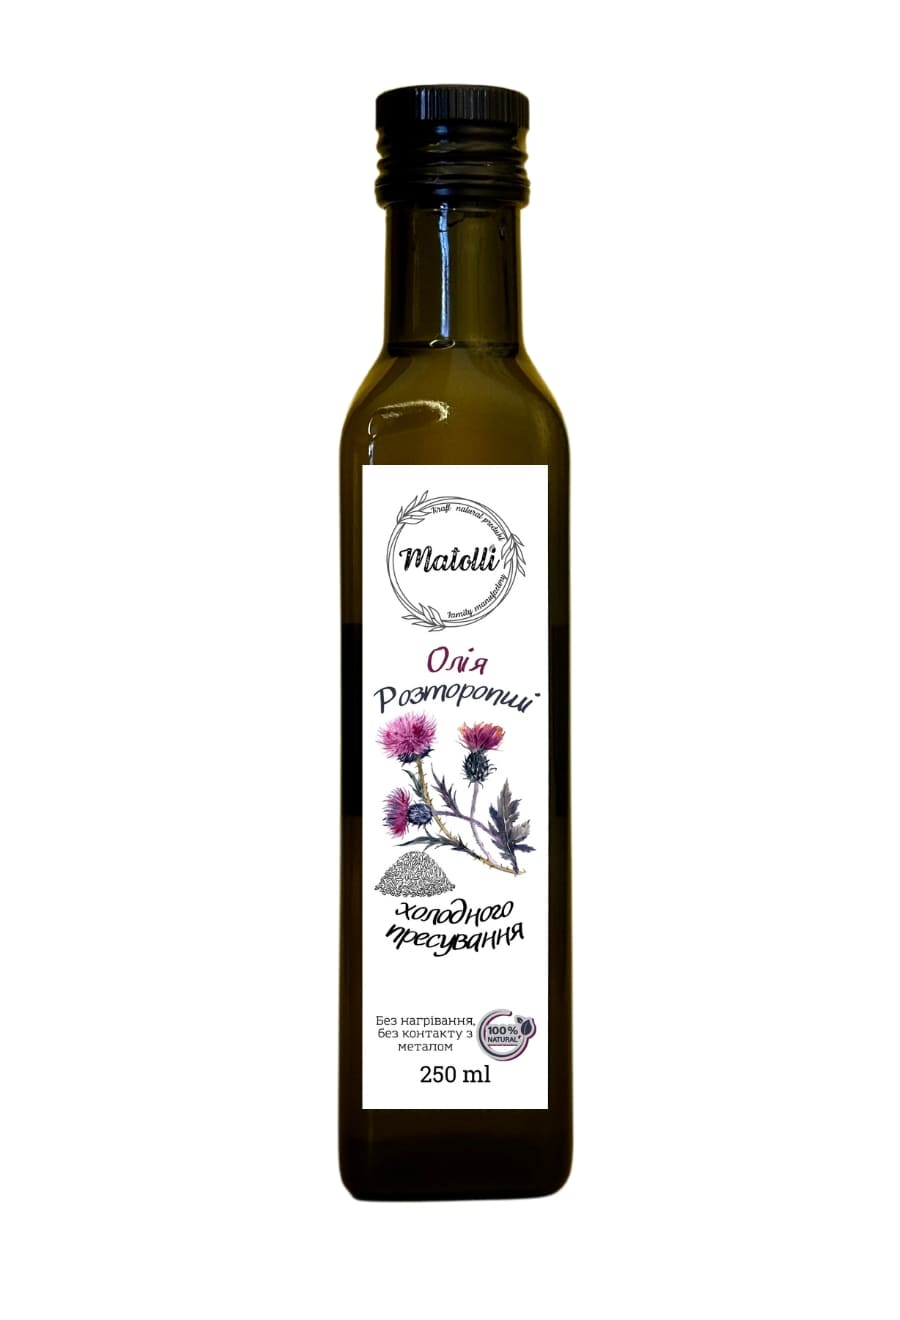 Kraft natural product
Matolli
family manufactory
Олія
Розторопші
холодного
пресування
Без нагрівання,
без контакту з
металом
100%
NATURAL
250 ml